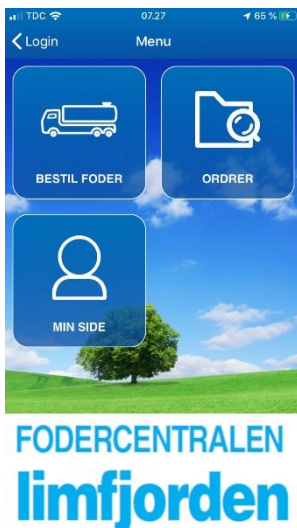 TDC 07.27 65 %
Login Menu
BESTIL FODER ORDRER
MIN SIDE
FODERCENTRALEN
limfjorden